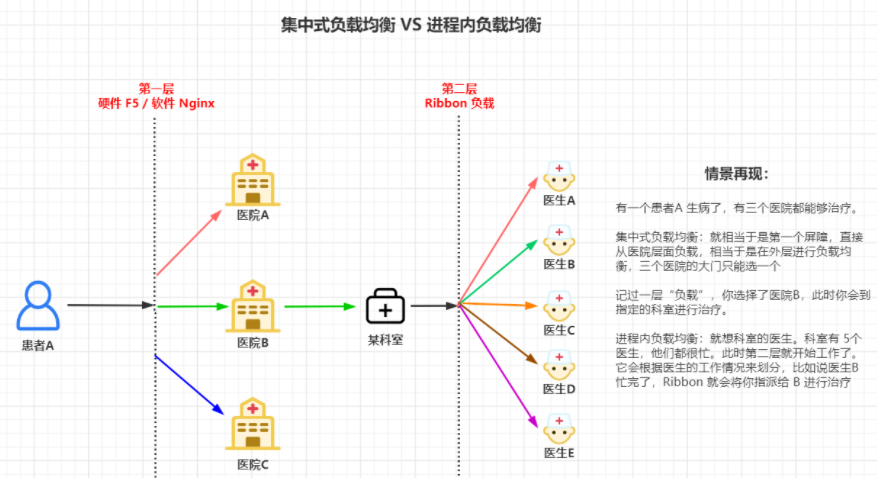 集中式负载均衡 VS 进程内负载均衡
第一层
硬件 F5 / 软件 Nginx
第二层
Ribbon 负载
医院A
医院B
医院C
患者A
某科室
医生A
医生B
医生C
医生D
医生E
情景再现：
有一个患者A 生病了，有三个医院都能够治疗。
集中式负载均衡：就相当于是第一个屏障，直接
从医院层面负载，相当于是在外层进行负载均
衡，三个医院的大门只能选一个
记过一层“负载”，你选择了医院B，此时你会到
指定的科室进行治疗。
进程内负载均衡：就想科室的医生。科室有 5个
医生，他们都很忙。此时第二层就开始工作了。
它会根据医生的工作情况来划分，比如说医生B
忙完了，Ribbon 就会将你指派给 B 进行治疗